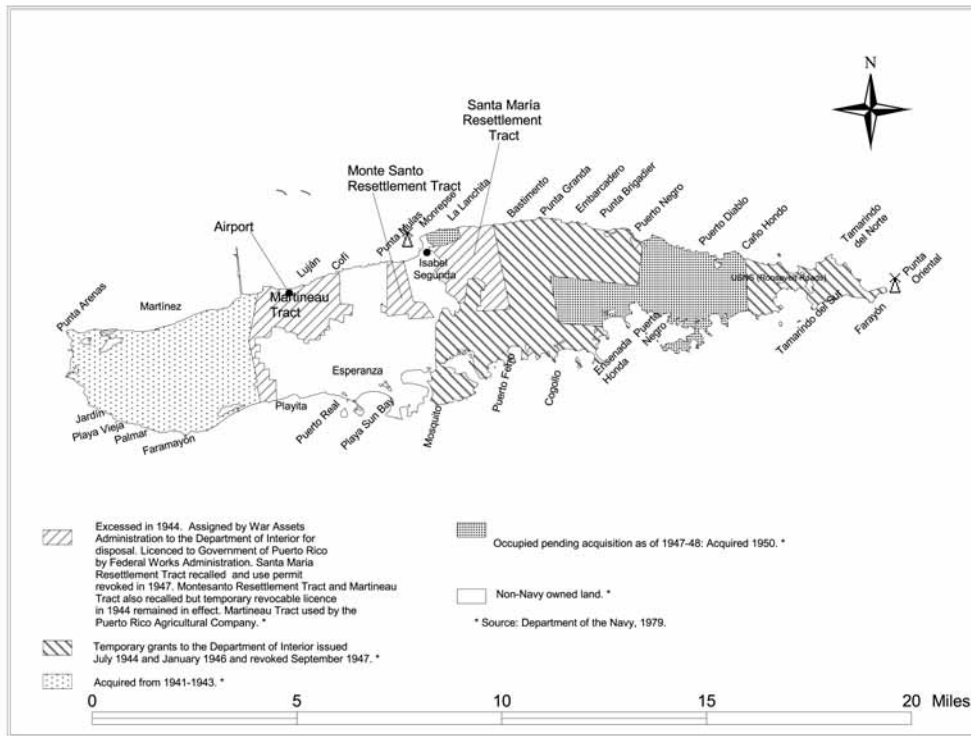 N
Santa María
Resettlement
Tract
Monte Santo
Resettlement Tract
Airport
Punta Mulas
Monrepse
La Lanchita
Bastimento
Punta Granda
Embarcadero
Punta Brigadier
Puerto Negro
Puerto Diablo
Caño Hondo
Tamarindo
del Norte
Punta
Oriental
Luján
Cofi
Isabel
Segunda
USNS (Roosevelt Roads)
Punta Arenas
Martínez
Martineau
Tract
Farayón
Tamarindo del Sur
Puerto
Negro
Ensenada
Honda
Esperanza
Puerto Ferro
Cogollo
Mosquito
Playa Sun Bay
Puerto Real
Playita
Jardín
Playa Vieja
Palmar
Faramayón
Excessed in 1944. Assigned by War Assets
Administration to the Department of Interior for
disposal. Licenced to Government of Puerto Rico
by Federal Works Administration. Santa Maria
Resettlement Tract recalled and use permit
revoked in 1947. Montesanto Resettlement Tract and Martineau
Tract also recalled but temporary revocable licence
in 1944 remained in effect. Martineau Tract used by the
Puerto Rico Agricultural Company. *
Temporary grants to the Department of Interior issued
July 1944 and January 1946 and revoked September 1947. *
Acquired from 1941-1943. *
Occupied pending acquisition as of 1947-48: Acquired 1950. *
Non-Navy owned land. *
* Source: Department of the Navy, 1979.
0 5 10 15 20 Miles